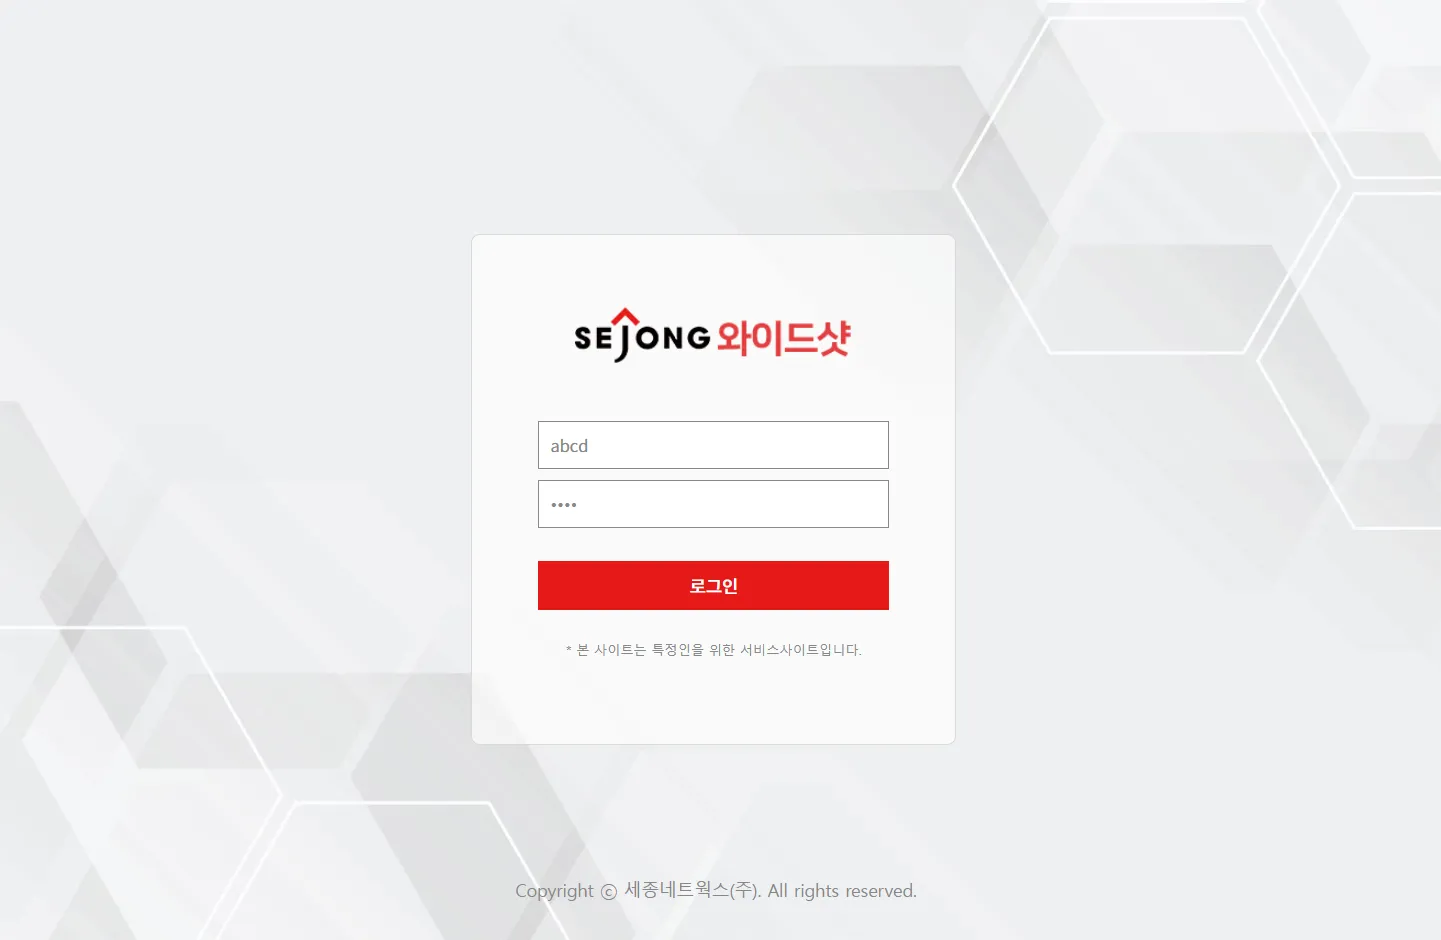 SEJONG 와이드샷
abcd
••••
로그인
* 본 사이트는 특정인을 위한 서비스사이트입니다.
Copyright ⓒ 세종네트웍스(주). All rights reserved.